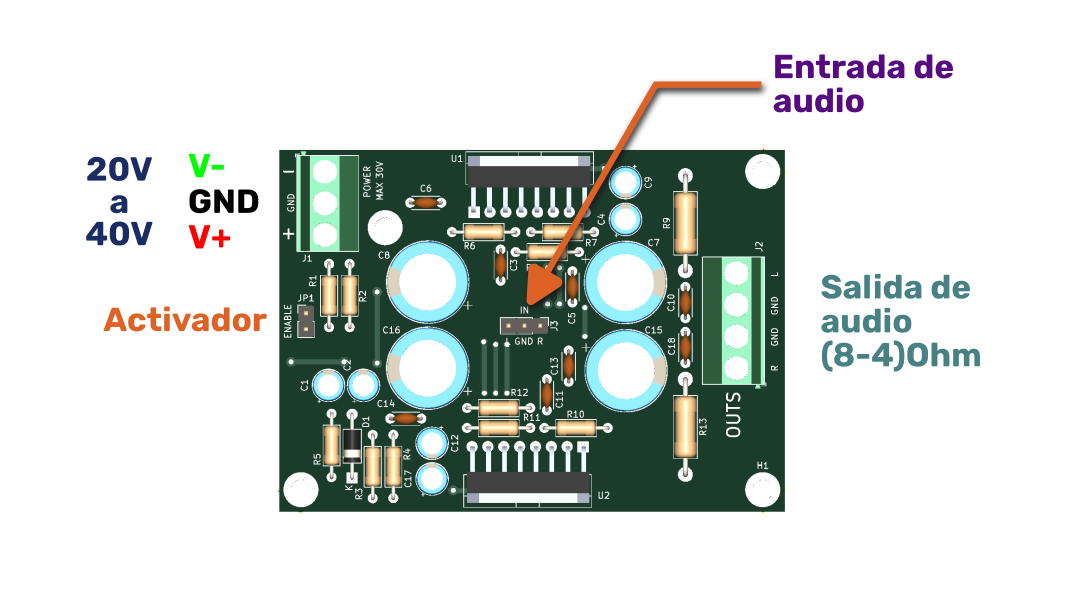 Entrada de
audio
20V
a
40V
V-
GND
V+
Activador
Salida de
audio
(8-4)Ohm
POWER
MAX 30V
GND
J1
U1
C6
C9
C4
R9
R6
R7
C3
C7
C8
J2
L
GND
GND
R
OUTS
R1
R2
JP1
ENABLE
C16
IN
J3
GND R
C5
C10
C15
C18
C13
C11
C1
C2
C14
R12
R11
R10
R13
R5
D1
K
R3
R4
C12
C17
U2
H1